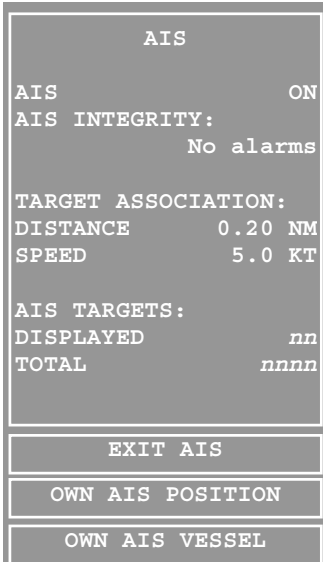 AIS
AIS ON
AIS INTEGRITY:
No alarms
TARGET ASSOCIATION:
DISTANCE 0.20 NM
SPEED 5.0 KT
AIS TARGETS:
DISPLAYED nn
TOTAL nnnn
EXIT AIS
OWN AIS POSITION
OWN AIS VESSEL